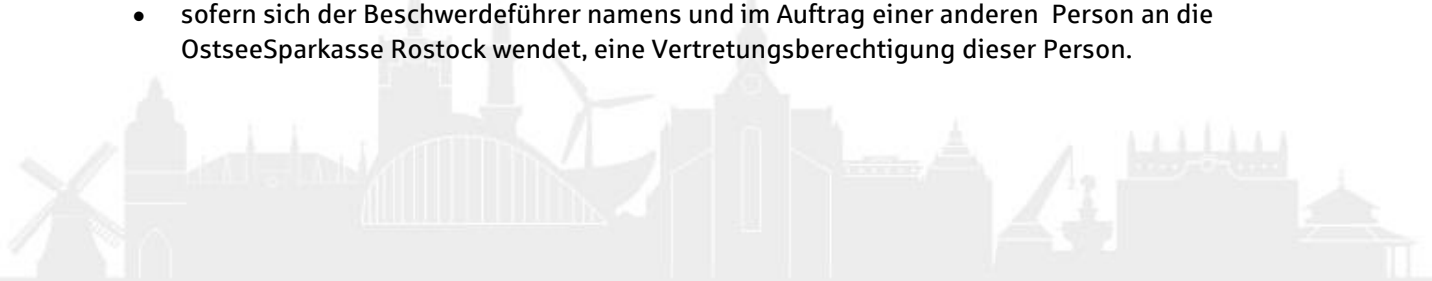 • sofern sich der Beschwerdeführer namens und im Auftrag einer anderen Person an die
OstseeSparkasse Rostock wendet, eine Vertretungsberechtigung dieser Person.